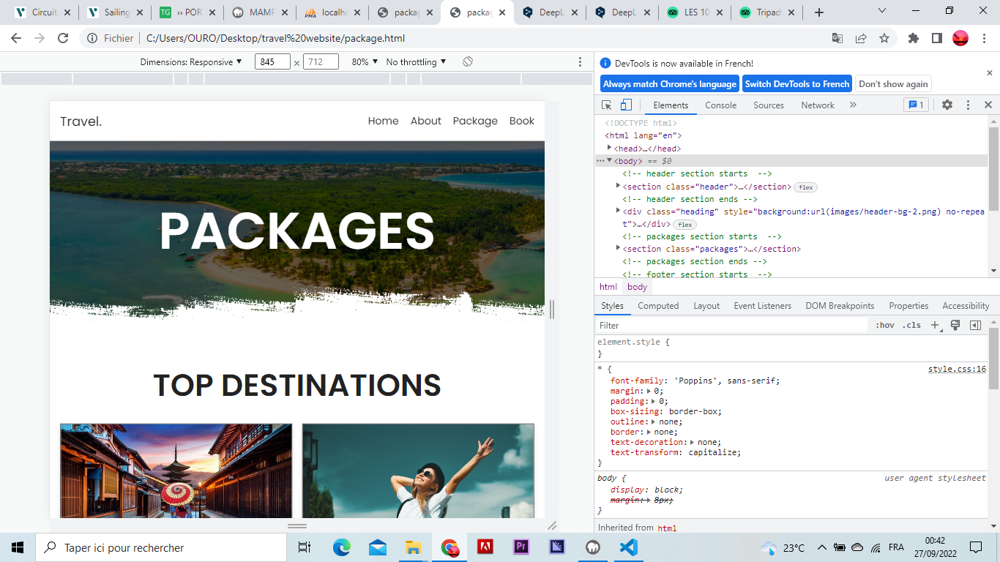 Circuit
Sailing
TG ›› POR
MAMP
localho
packag
packag
DeepL
DeepL
LES 10
Tripad
Fichier C:/Users/OURO/Desktop/travel%20website/package.html
Dimensions: Responsive ▼ 845 × 712 80% ▼ No throttling ▼
DevTools is now available in French!
Always match Chrome's language Switch DevTools to French Don't show again
Elements Console Sources Network » 1
<!DOCTYPE html>
<html lang="en">
<head>…</head>
<body> == $0
<!-- header section starts  -->
<section class="header">…</section> flex
<!-- header section ends -->
<div class="heading" style="background:url(images/header-bg-2.png) no-repea
t">…</div> flex
<!-- packages section starts  -->
<section class="packages">…</section>
<!-- packages section ends -->
<!-- footer section starts  -->
html body
Styles Computed Layout Event Listeners DOM Breakpoints Properties Accessibility
Filter :hov .cls
element.style {
}
* { style.css:16
font-family: 'Poppins', sans-serif;
margin: 0;
padding: 0;
box-sizing: border-box;
outline: none;
border: none;
text-decoration: none;
text-transform: capitalize;
}
body { user agent stylesheet
display: block;
margin: 8px;
}
Inherited from html
Travel. Home About Package Book
PACKAGES
TOP DESTINATIONS
Taper ici pour rechercher
Pr
23°C FRA 00:42
27/09/2022